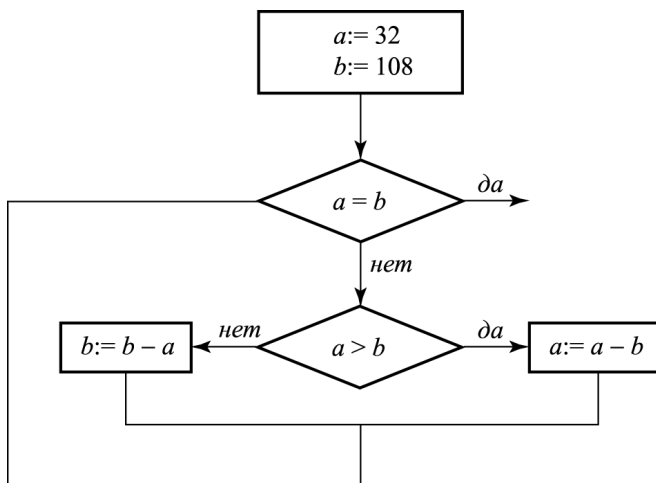 a:= 32
b:= 108
a = b
да
нет
b:= b – a
нет
a > b
да
a:= a – b